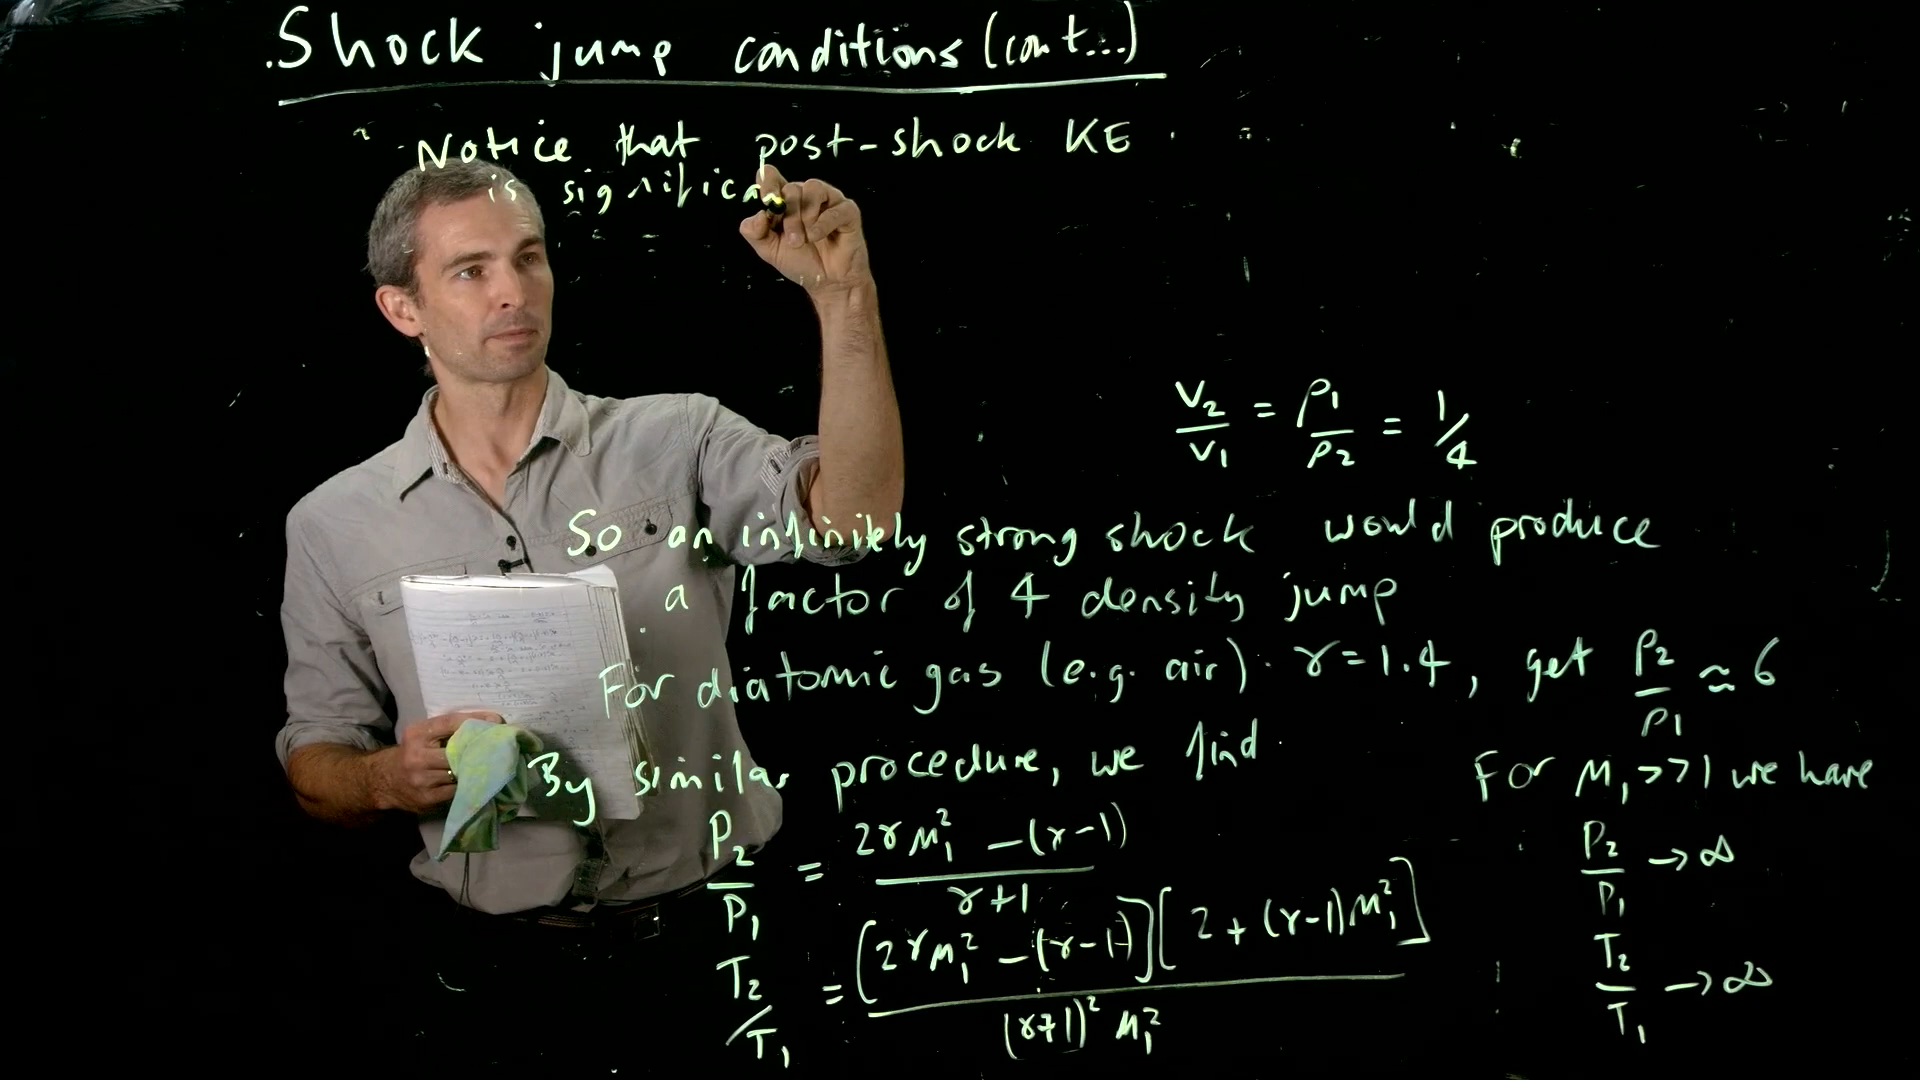 Shock jump conditions (cont...)
Notice that post-shock KE
is significan
V₂/V₁ = ρ₁/ρ₂ = 1/4
So an infinitely strong shock would produce
a factor of 4 density jump
For diatomic gas (e.g. air) γ=1.4, get ρ₂/ρ₁ ≈ 6
By similar procedure, we find
For M₁ >>1 we have
P₂/P₁ = 2γM₁² -(γ-1) / γ+1
P₂/P₁ → ∞
T₂/T₁ = [2γM₁² -(γ-1)][2+(γ-1)M₁²] / (γ+1)² M₁²
T₂/T₁ → ∞